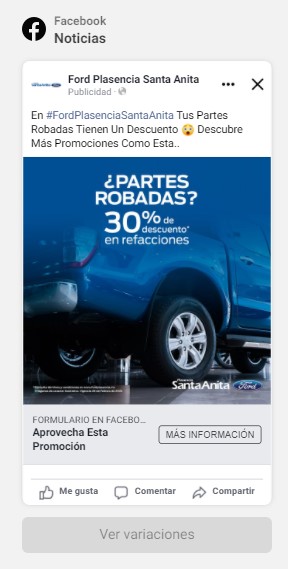 Facebook
Noticias
Ford Plasencia Santa Anita
Publicidad ·
En #FordPlasenciaSantaAnita Tus Partes
Robadas Tienen Un Descuento 😵 Descubre
Más Promociones Como Esta..
¿PARTES
ROBADAS?
30% de
descuento*
en refacciones
SantaAnita Ford
FORMULARIO EN FACEBO...
Aprovecha Esta
Promoción
MÁS INFORMACIÓN
Me gusta
Comentar
Compartir
Ver variaciones